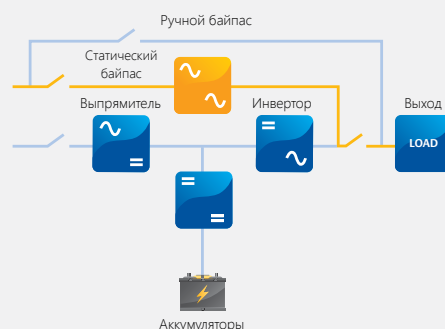 Ручной байпас
Статический
байпас
Выпрямитель
Инвертор
Выход
LOAD
Аккумуляторы